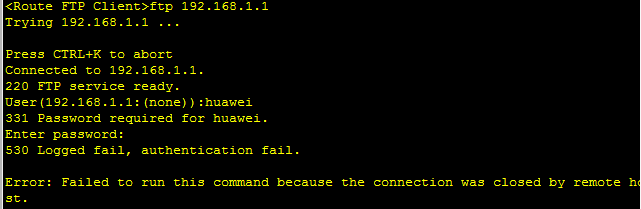 <Route FTP Client>ftp 192.168.1.1
Trying 192.168.1.1 ...
Press CTRL+K to abort
Connected to 192.168.1.1.
220 FTP service ready.
User(192.168.1.1:(none)):huawei
331 Password required for huawei.
Enter password:
530 Logged fail, authentication fail.
Error: Failed to run this command because the connection was closed by remote ho
st.